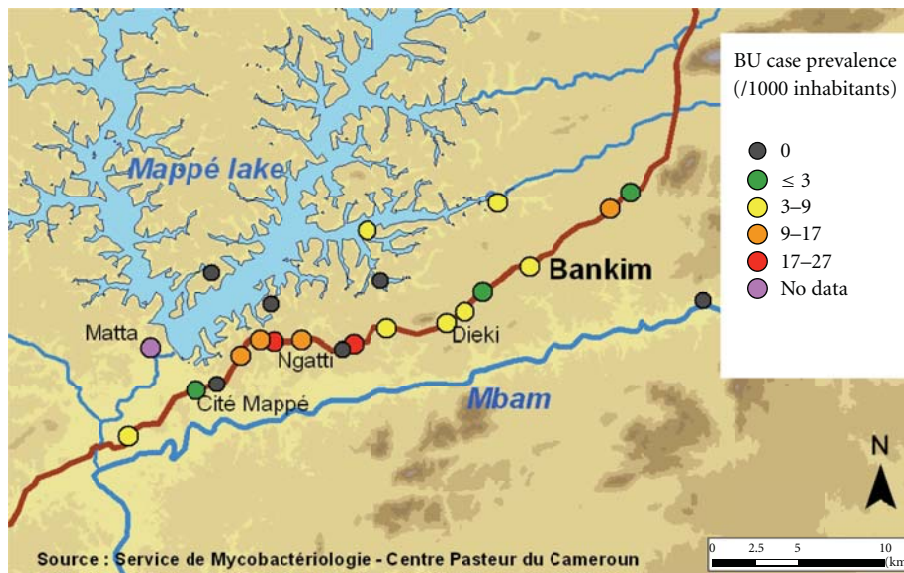 BU case prevalence
(/1000 inhabitants)
0
≤ 3
3–9
9–17
17–27
No data
Mappé lake
Bankim
Matta
Ngatti
Dieki
Cité Mappé
Mbam
N
Source : Service de Mycobactériologie - Centre Pasteur du Cameroun
0 2.5 5 10
(km)